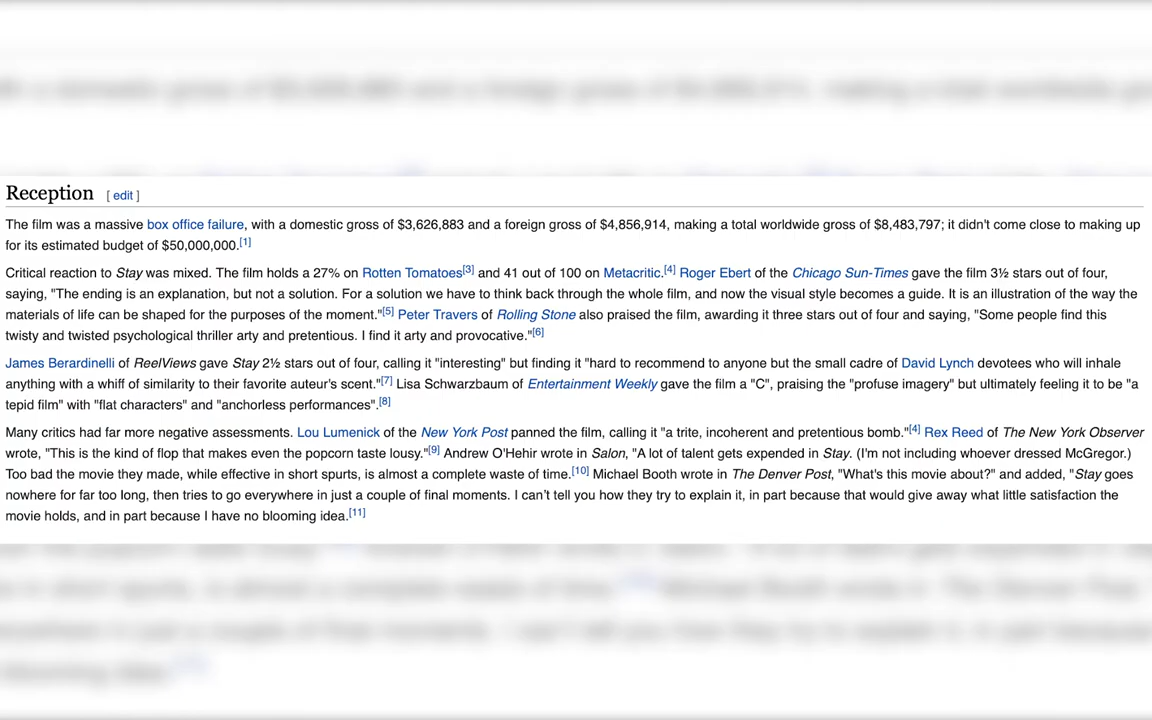 with a domestic gross of $3,626,883 and a foreign gross of $4,856,914, making a total worldwide
Reception [ edit ]
The film was a massive box office failure, with a domestic gross of $3,626,883 and a foreign gross of $4,856,914, making a total worldwide gross of $8,483,797; it didn't come close to making up
for its estimated budget of $50,000,000.[1]
Critical reaction to Stay was mixed. The film holds a 27% on Rotten Tomatoes[3] and 41 out of 100 on Metacritic.[4] Roger Ebert of the Chicago Sun-Times gave the film 3½ stars out of four,
saying, "The ending is an explanation, but not a solution. For a solution we have to think back through the whole film, and now the visual style becomes a guide. It is an illustration of the way the
materials of life can be shaped for the purposes of the moment."[5] Peter Travers of Rolling Stone also praised the film, awarding it three stars out of four and saying, "Some people find this
twisty and twisted psychological thriller arty and pretentious. I find it arty and provocative."[6]
James Berardinelli of ReelViews gave Stay 2½ stars out of four, calling it "interesting" but finding it "hard to recommend to anyone but the small cadre of David Lynch devotees who will inhale
anything with a whiff of similarity to their favorite auteur's scent."[7] Lisa Schwarzbaum of Entertainment Weekly gave the film a "C", praising the "profuse imagery" but ultimately feeling it to be "a
tepid film" with "flat characters" and "anchorless performances".[8]
Many critics had far more negative assessments. Lou Lumenick of the New York Post panned the film, calling it "a trite, incoherent and pretentious bomb."[4] Rex Reed of The New York Observer
wrote, "This is the kind of flop that makes even the popcorn taste lousy."[9] Andrew O'Hehir wrote in Salon, "A lot of talent gets expended in Stay. (I'm not including whoever dressed McGregor.)
Too bad the movie they made, while effective in short spurts, is almost a complete waste of time.[10] Michael Booth wrote in The Denver Post, "What's this movie about?" and added, "Stay goes
nowhere for far too long, then tries to go everywhere in just a couple of final moments. I can't tell you how they try to explain it, in part because that would give away what little satisfaction the
movie holds, and in part because I have no blooming idea.[11]